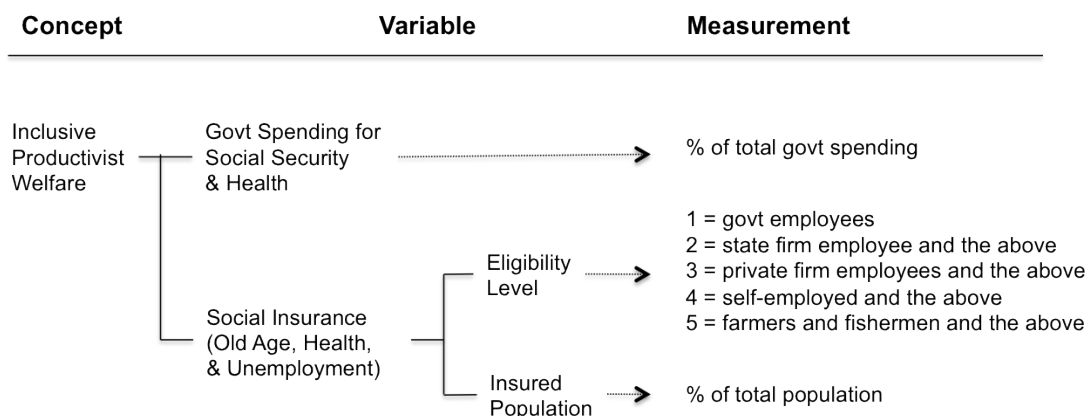 Concept Variable Measurement
Inclusive
Productivist
Welfare
Govt Spending for
Social Security
& Health
% of total govt spending
Social Insurance
(Old Age, Health,
& Unemployment)
Eligibility
Level
1 = govt employees
2 = state firm employee and the above
3 = private firm employees and the above
4 = self-employed and the above
5 = farmers and fishermen and the above
Insured
Population
% of total population